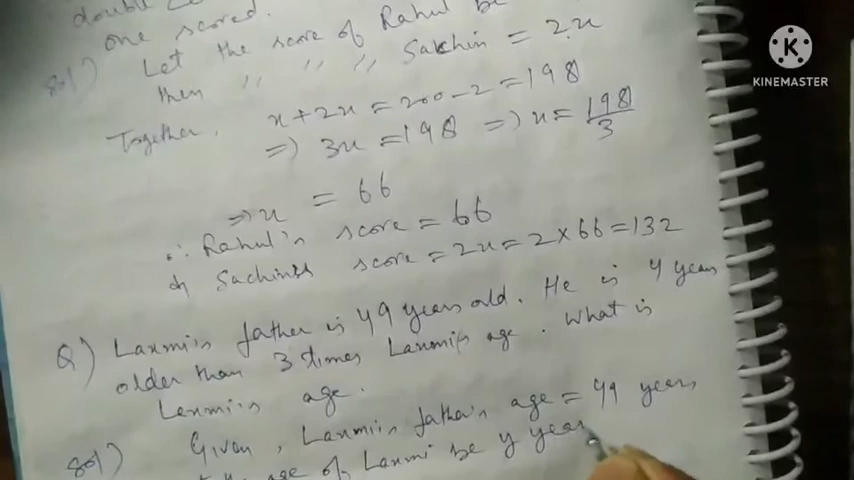 double
one scored.
Sol) Let the score of Rahul be
then " " " Sachin = 2x
Together, x + 2x = 200 - 2 = 198
=> 3x = 198 => x = 198/3
=> x = 66
∴ Rahul's score = 66
Sachin's score = 2x = 2 × 66 = 132
Q) Laxmi's father is 49 years old. He is 4 years
older than 3 times Laxmi's age. What is
Laxmi's age.
Sol) Given, Laxmi's father's age = 49 years,
age of Laxmi be y years
K
KINEMASTER